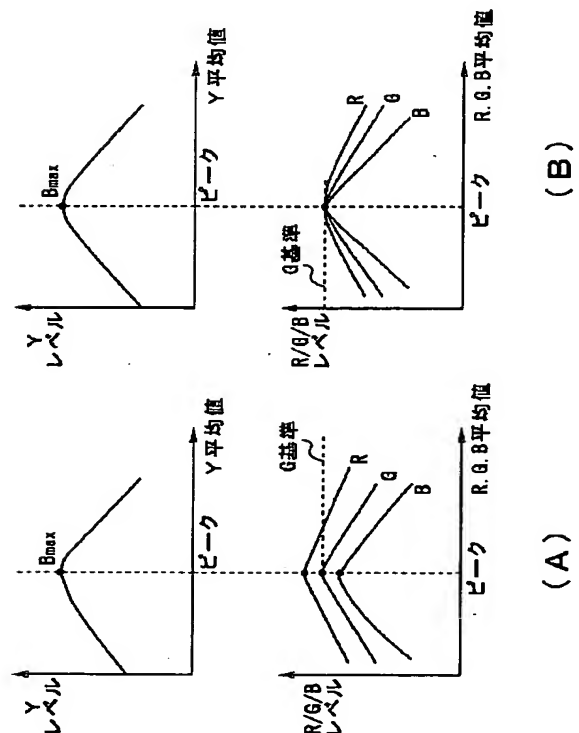 Y
レベル
Bmax
ピーク
Y 平均値
R/G/B
レベル
G基準
R
G
B
ピーク
R.G.B平均値
(A)
Y
レベル
Bmax
ピーク
Y 平均値
R/G/B
レベル
G基準
R
G
B
ピーク
R.G.B平均値
(B)